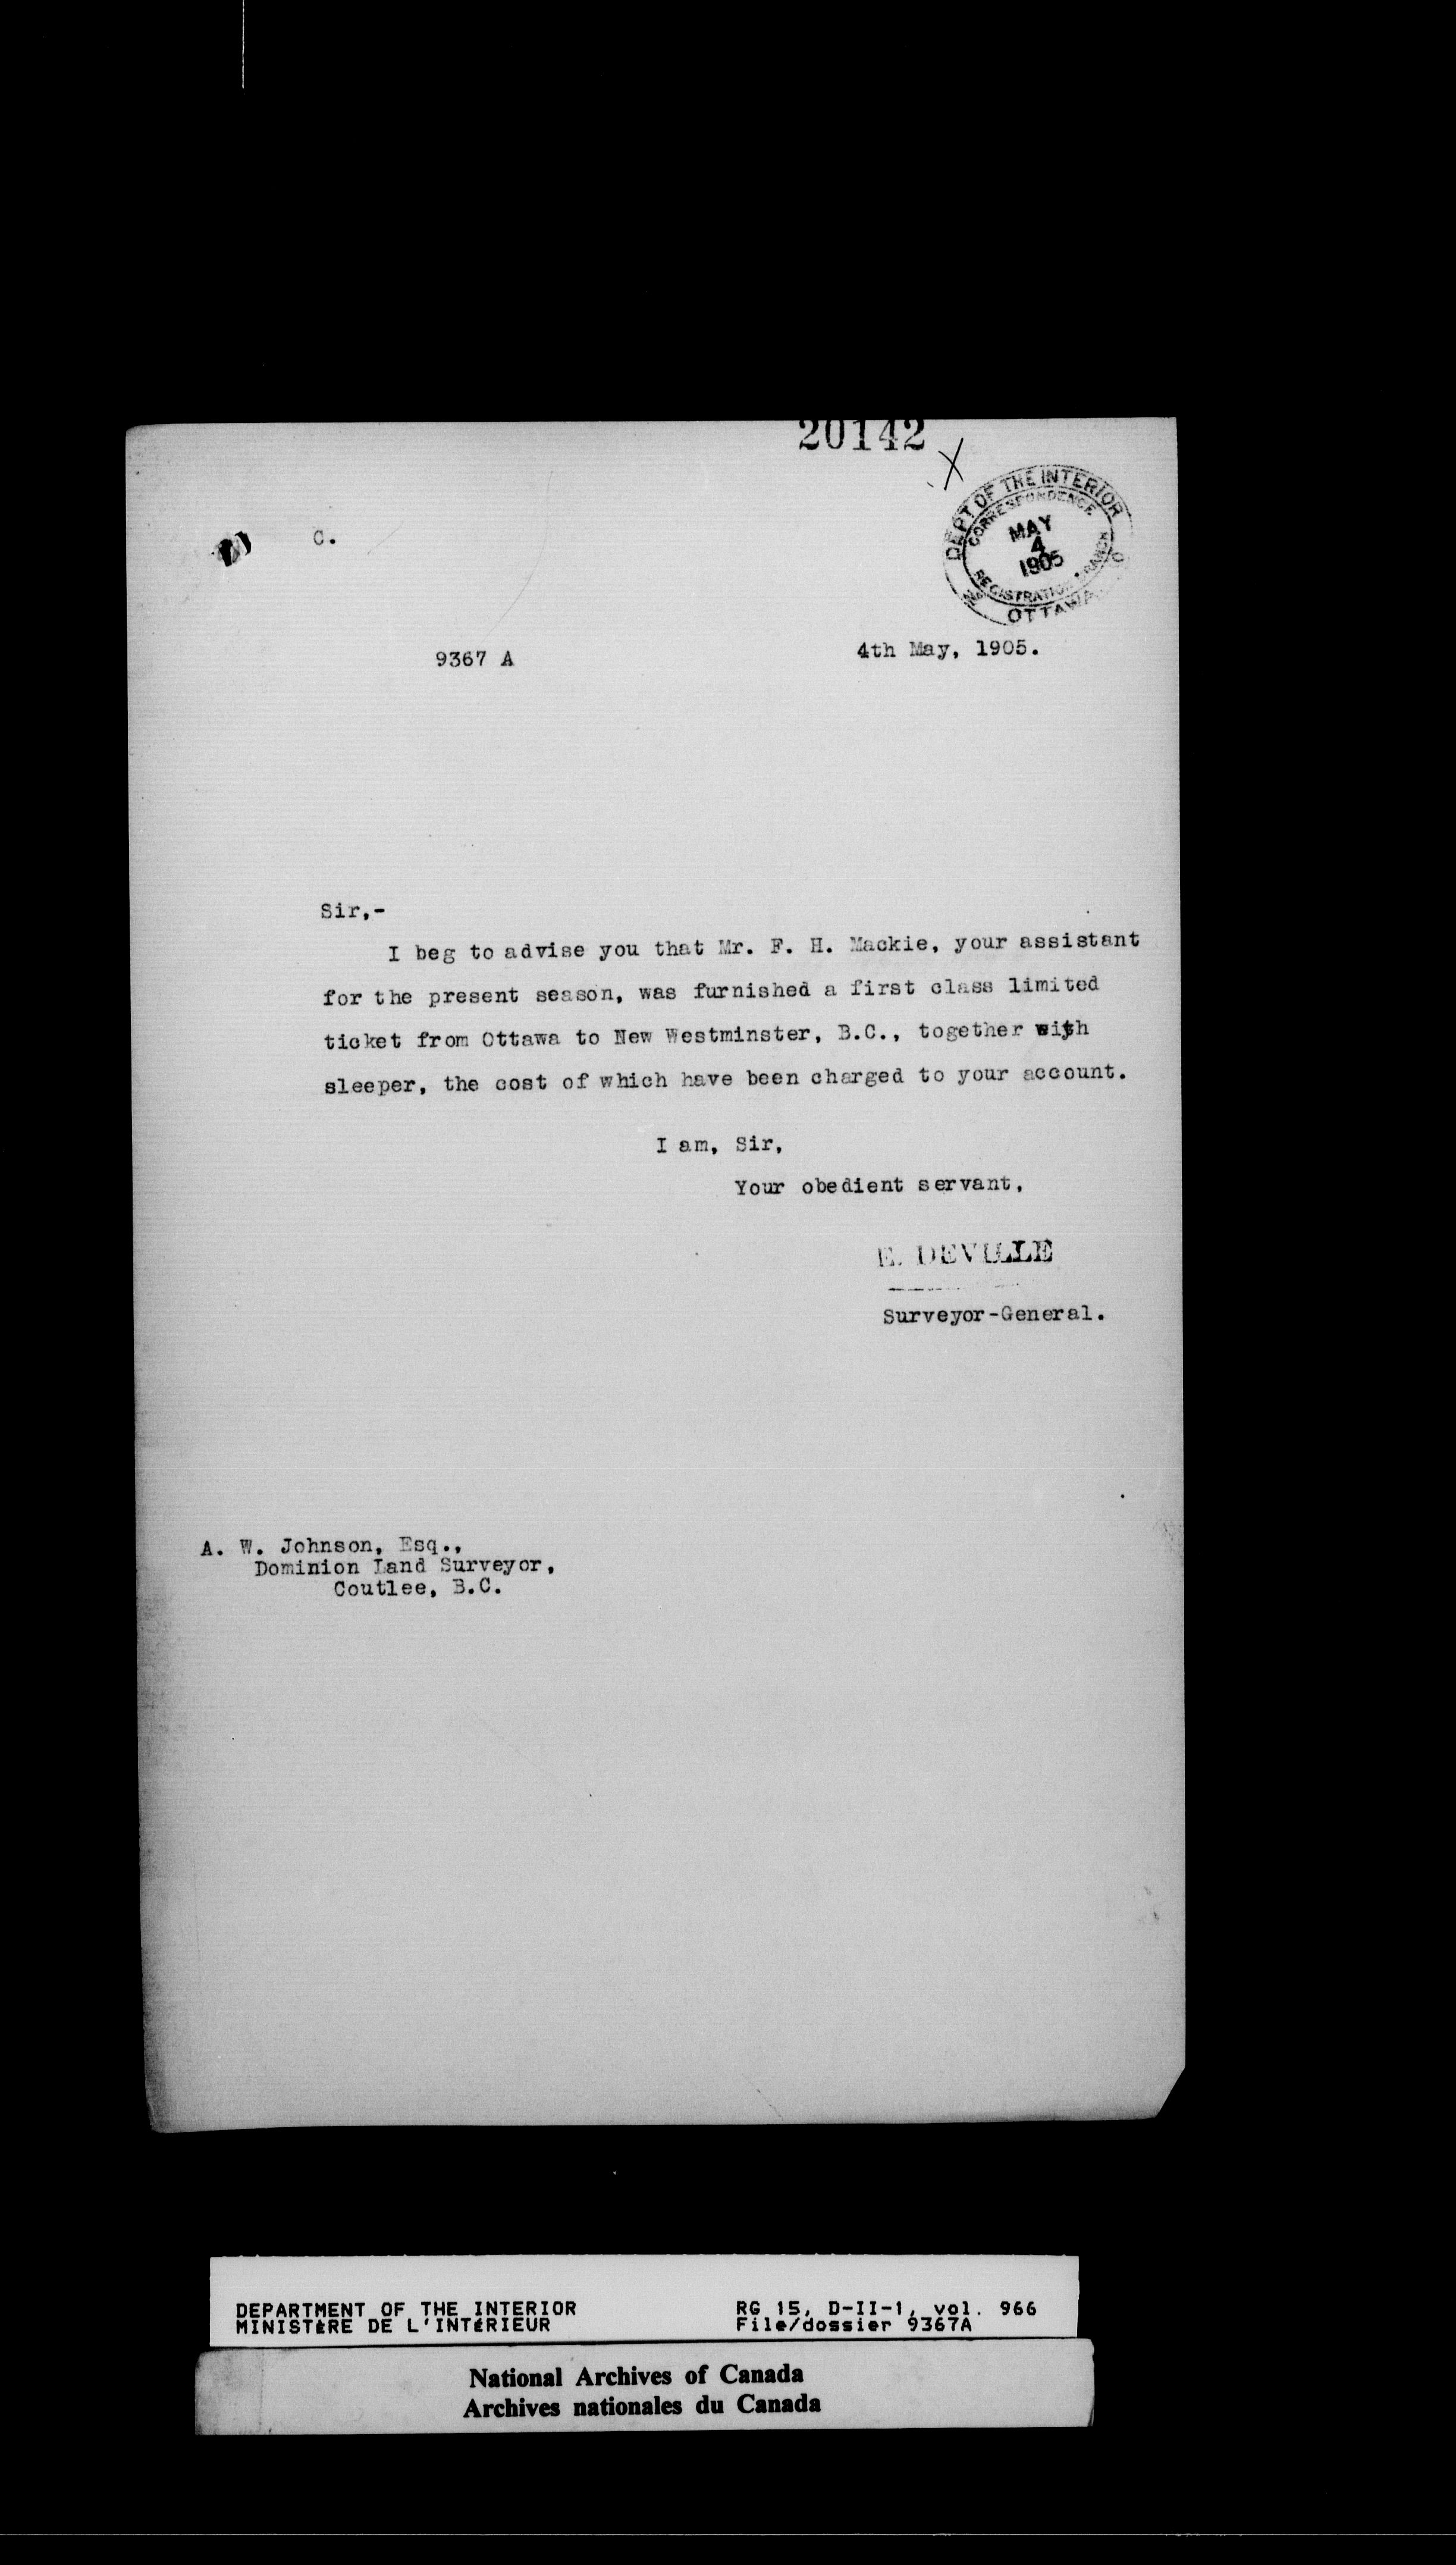 20142
X
DEPT OF THE INTERIOR
CORRESPONDENCE
MAY
4
1905
REGISTRATION BRANCH
OTTAWA
C.
9367 A
4th May, 1905.
Sir,-
I beg to advise you that Mr. F. H. Mackie, your assistant
for the present season, was furnished a first class limited
ticket from Ottawa to New Westminster, B.C., together with
sleeper, the cost of which have been charged to your account.
I am, Sir,
Your obedient servant,
E. DEVILLE
Surveyor-General.
A. W. Johnson, Esq.,
Dominion Land Surveyor,
Coutlee, B.C.
DEPARTMENT OF THE INTERIOR
MINISTÈRE DE L'INTÉRIEUR
RG 15, D-II-1, vol. 966
File/dossier 9367A
National Archives of Canada
Archives nationales du Canada